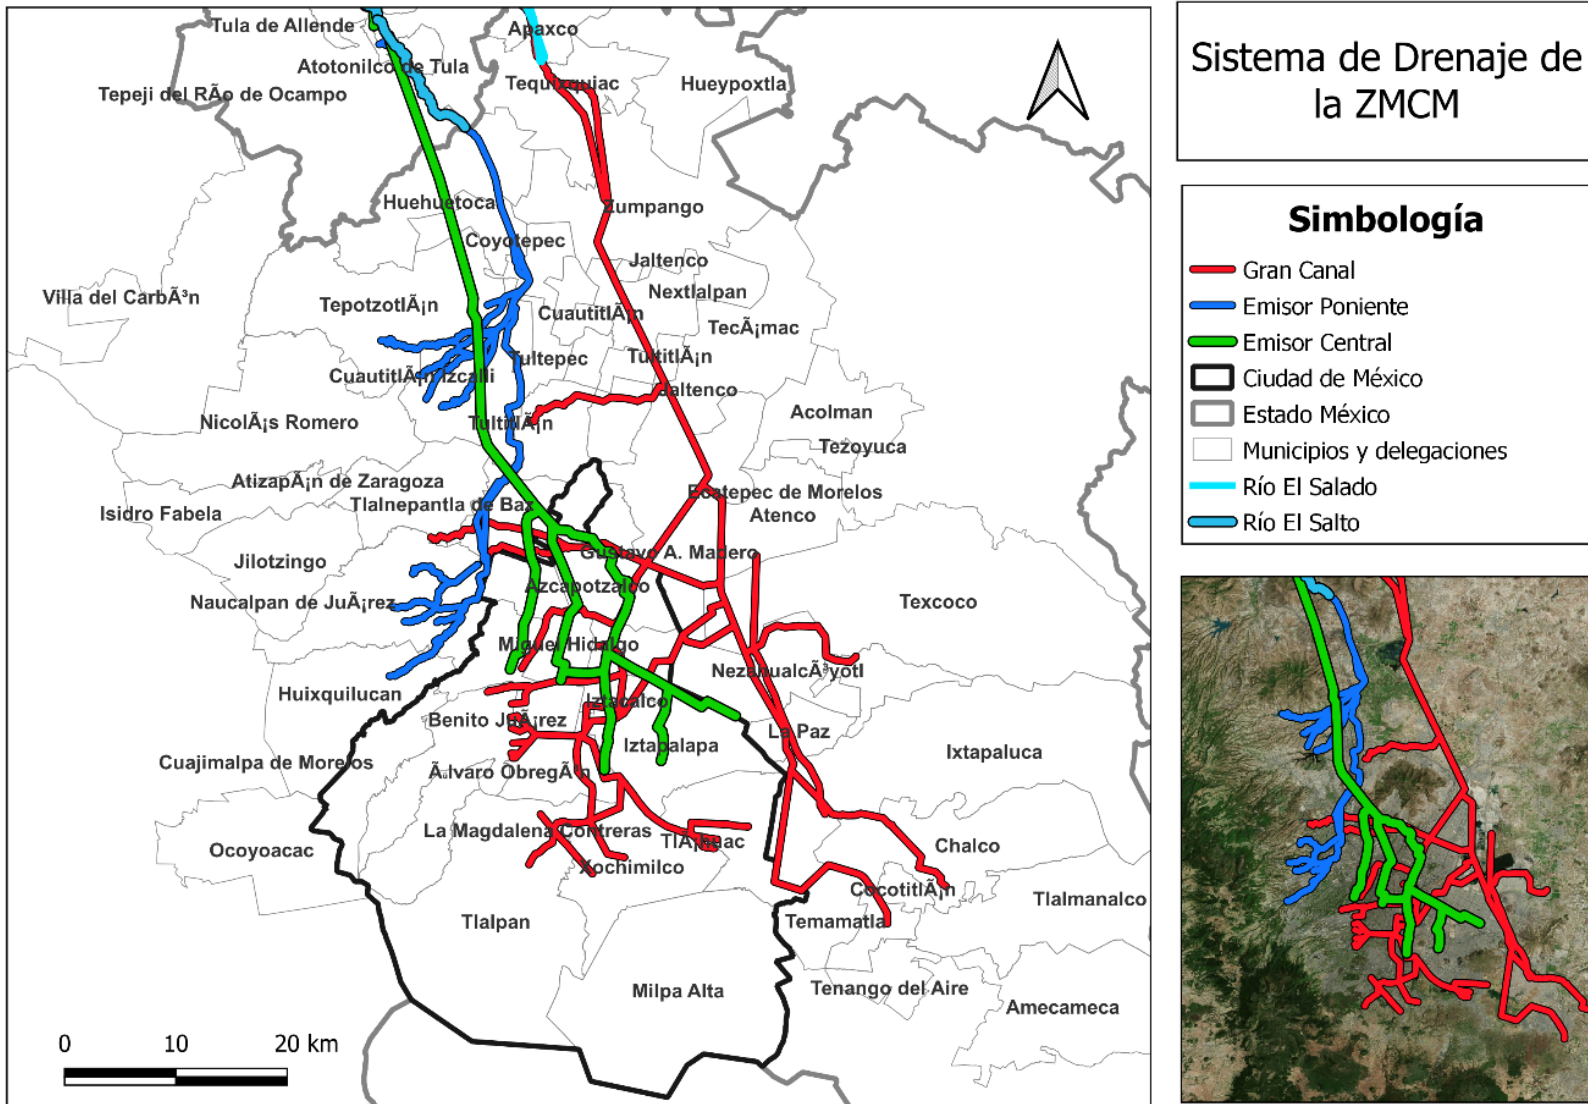 Sistema de Drenaje de
la ZMCM
Simbología
Gran Canal
Emisor Poniente
Emisor Central
Ciudad de México
Estado México
Municipios y delegaciones
Río El Salado
Río El Salto
Tula de Allende
Apaxco
Atotonilco de Tula
Tequixquiac
Hueypoxtla
Tepeji del RÃ­o de Ocampo
Huehuetoca
Zumpango
Coyotepec
Jaltenco
Nextlalpan
Villa del CarbÃ³n
TepotzotlÃ¡n
CuautitlÃ¡n
TecÃ¡mac
Tultepec
TultitlÃ¡n
CuautitlÃ¡n Izcalli
Jaltenco
NicolÃ¡s Romero
TultitlÃ¡n
Acolman
Tezoyuca
AtizapÃ¡n de Zaragoza
Ecatepec de Morelos
Tlalnepantla de Baz
Isidro Fabela
Atenco
Jilotzingo
Gustavo A. Madero
Azcapotzalco
Naucalpan de JuÃ¡rez
Texcoco
Miguel Hidalgo
NezahualcÃ³yotl
Huixquilucan
Iztacalco
Benito JuÃ¡rez
La Paz
Iztapalapa
Ixtapaluca
Cuajimalpa de Morelos
Ãlvaro ObregÃ³n
La Magdalena Contreras
TlÃ¡huac
Ocoyoacac
Chalco
Xochimilco
CocotitlÃ¡n
Tlalmanalco
Tlalpan
Temamatla
Milpa Alta
Tenango del Aire
Amecameca
0 10 20 km